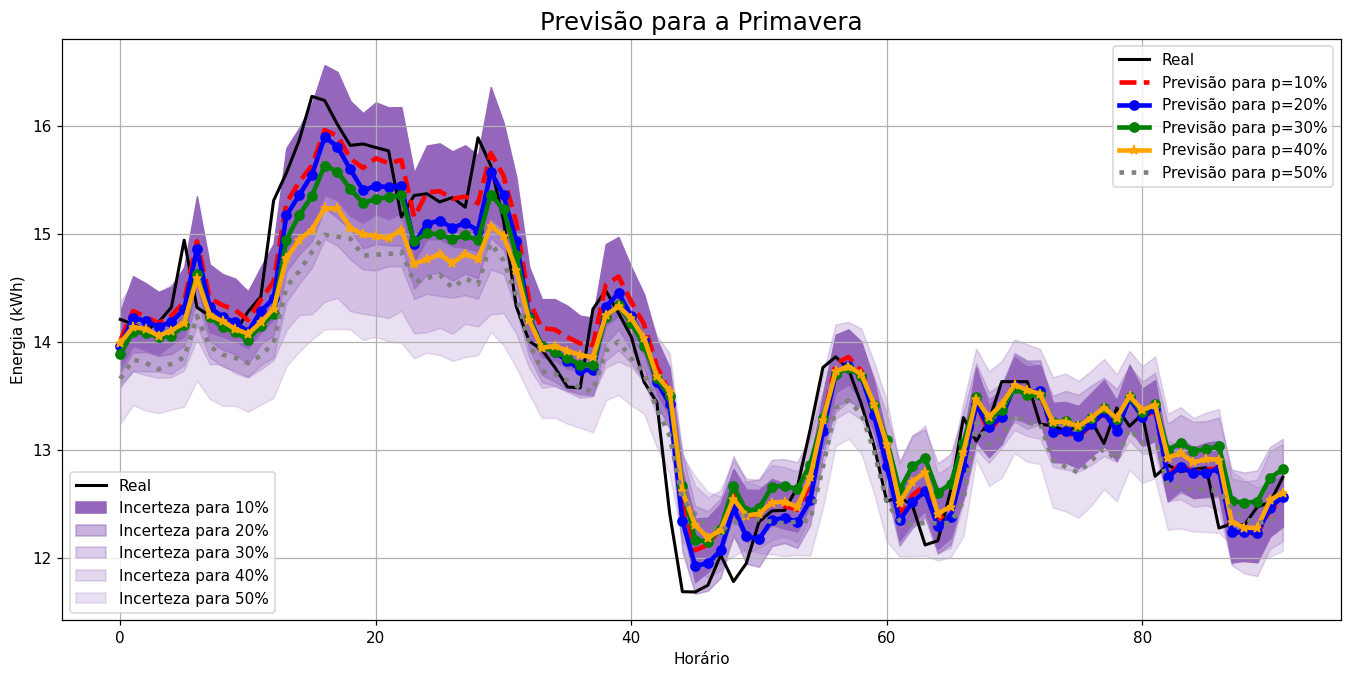 Previsão para a Primavera
Energia (kWh)
16
15
14
13
12
0
20
40
60
80
Horário
Real
Previsão para p=10%
Previsão para p=20%
Previsão para p=30%
Previsão para p=40%
Previsão para p=50%
Real
Incerteza para 10%
Incerteza para 20%
Incerteza para 30%
Incerteza para 40%
Incerteza para 50%